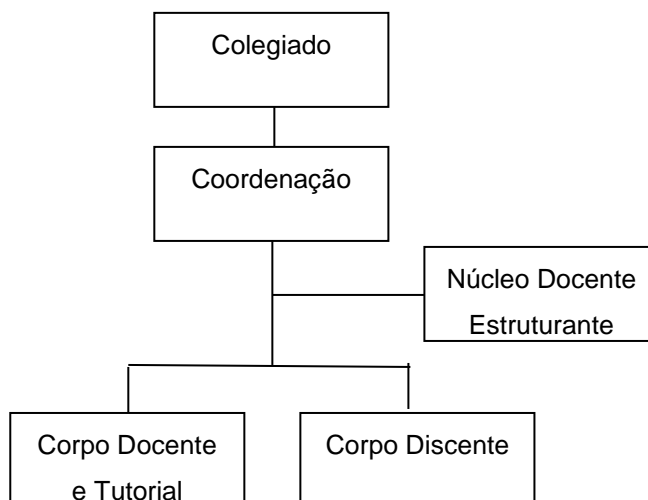 Colegiado
Coordenação
Núcleo Docente
Estruturante
Corpo Docente
e Tutorial
Corpo Discente